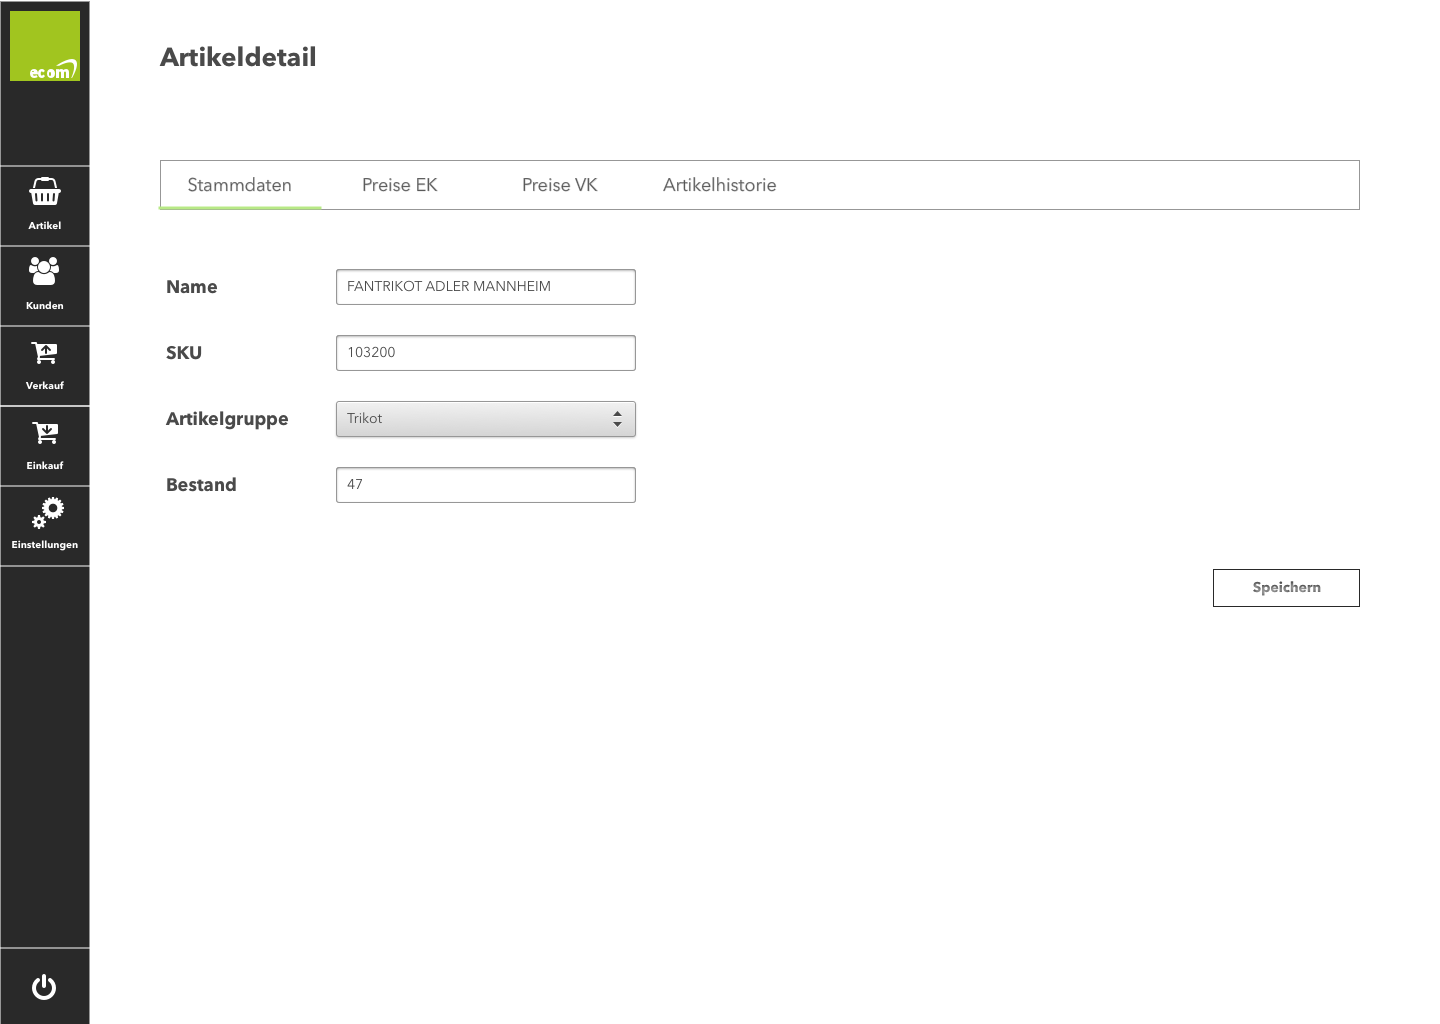 ecom
Artikel
Kunden
Verkauf
Einkauf
Einstellungen
Artikeldetail
Stammdaten Preise EK Preise VK Artikelhistorie
Name FANTRIKOT ADLER MANNHEIM
SKU 103200
Artikelgruppe Trikot
Bestand 47
Speichern